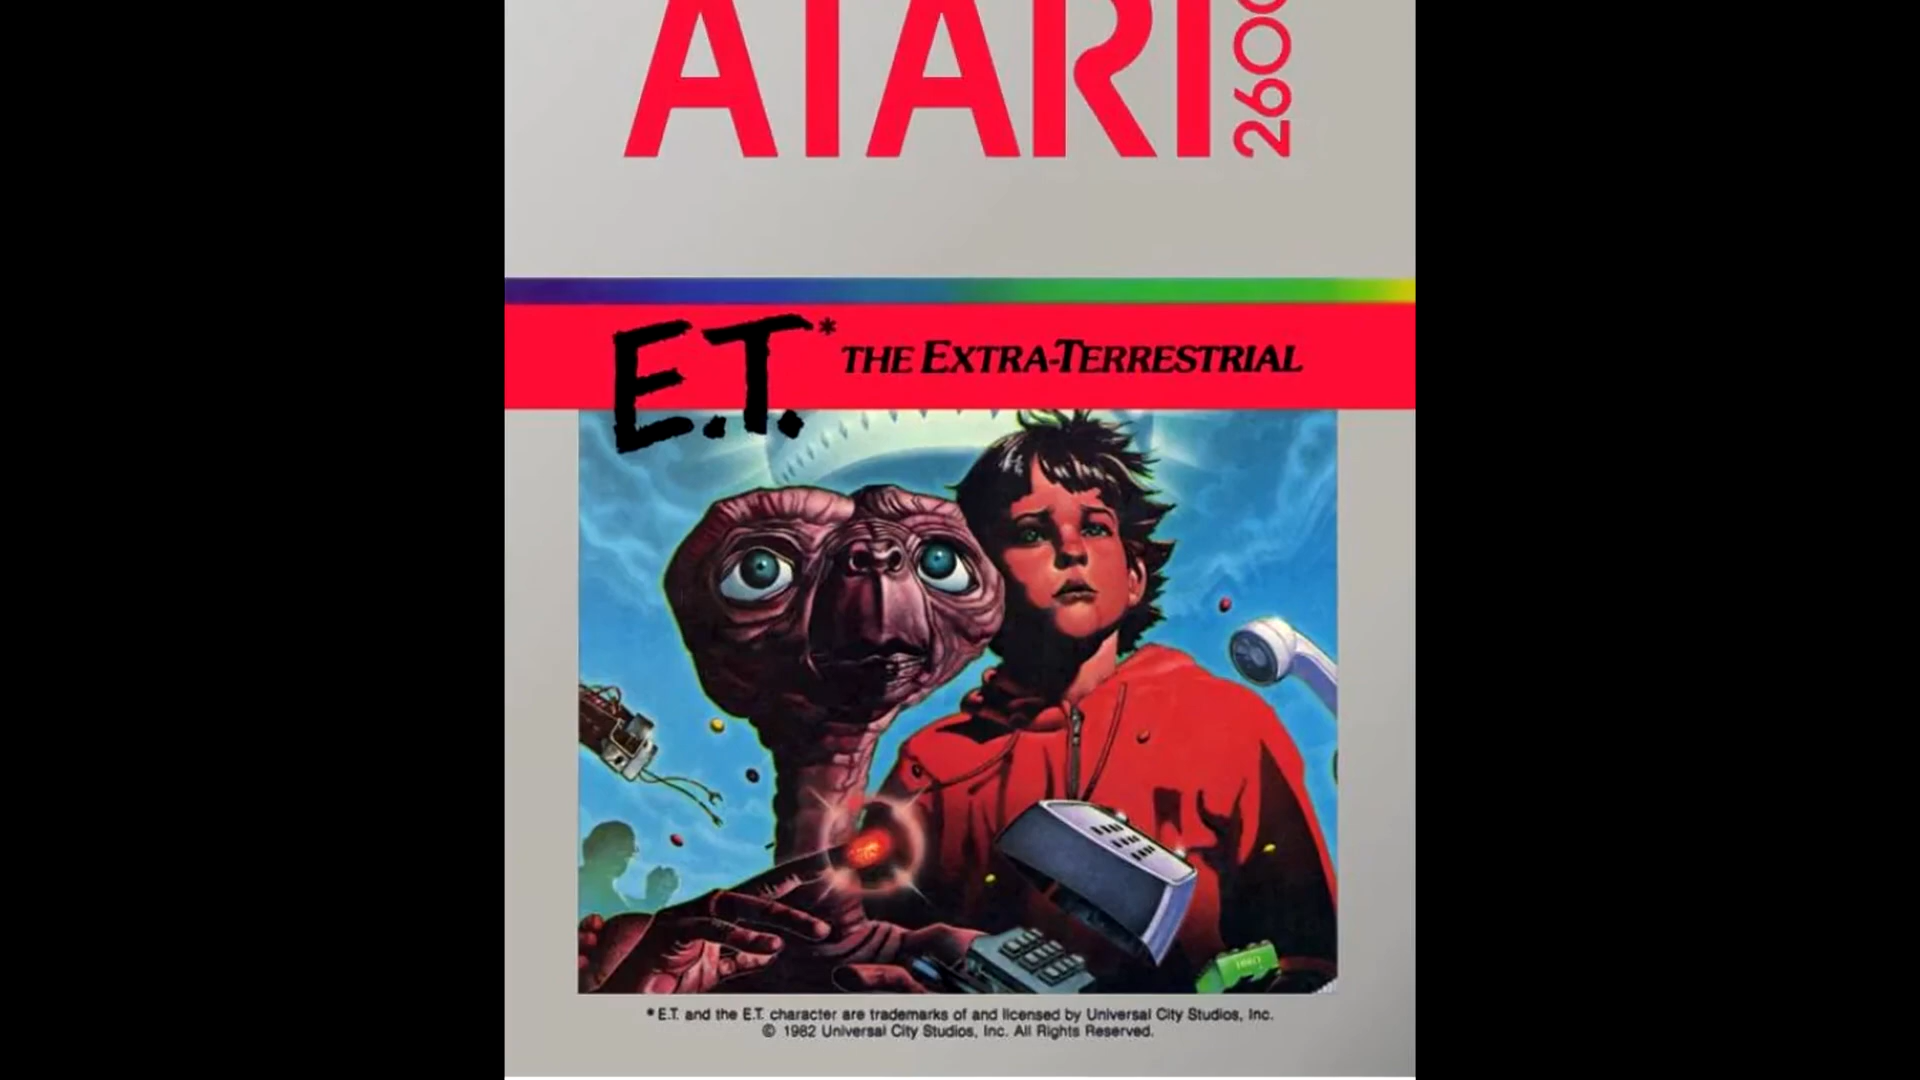 ATARI 2600
E.T.* THE EXTRA-TERRESTRIAL
* E.T. and the E.T. character are trademarks of and licensed by Universal City Studios, Inc.
© 1982 Universal City Studios, Inc. All Rights Reserved.